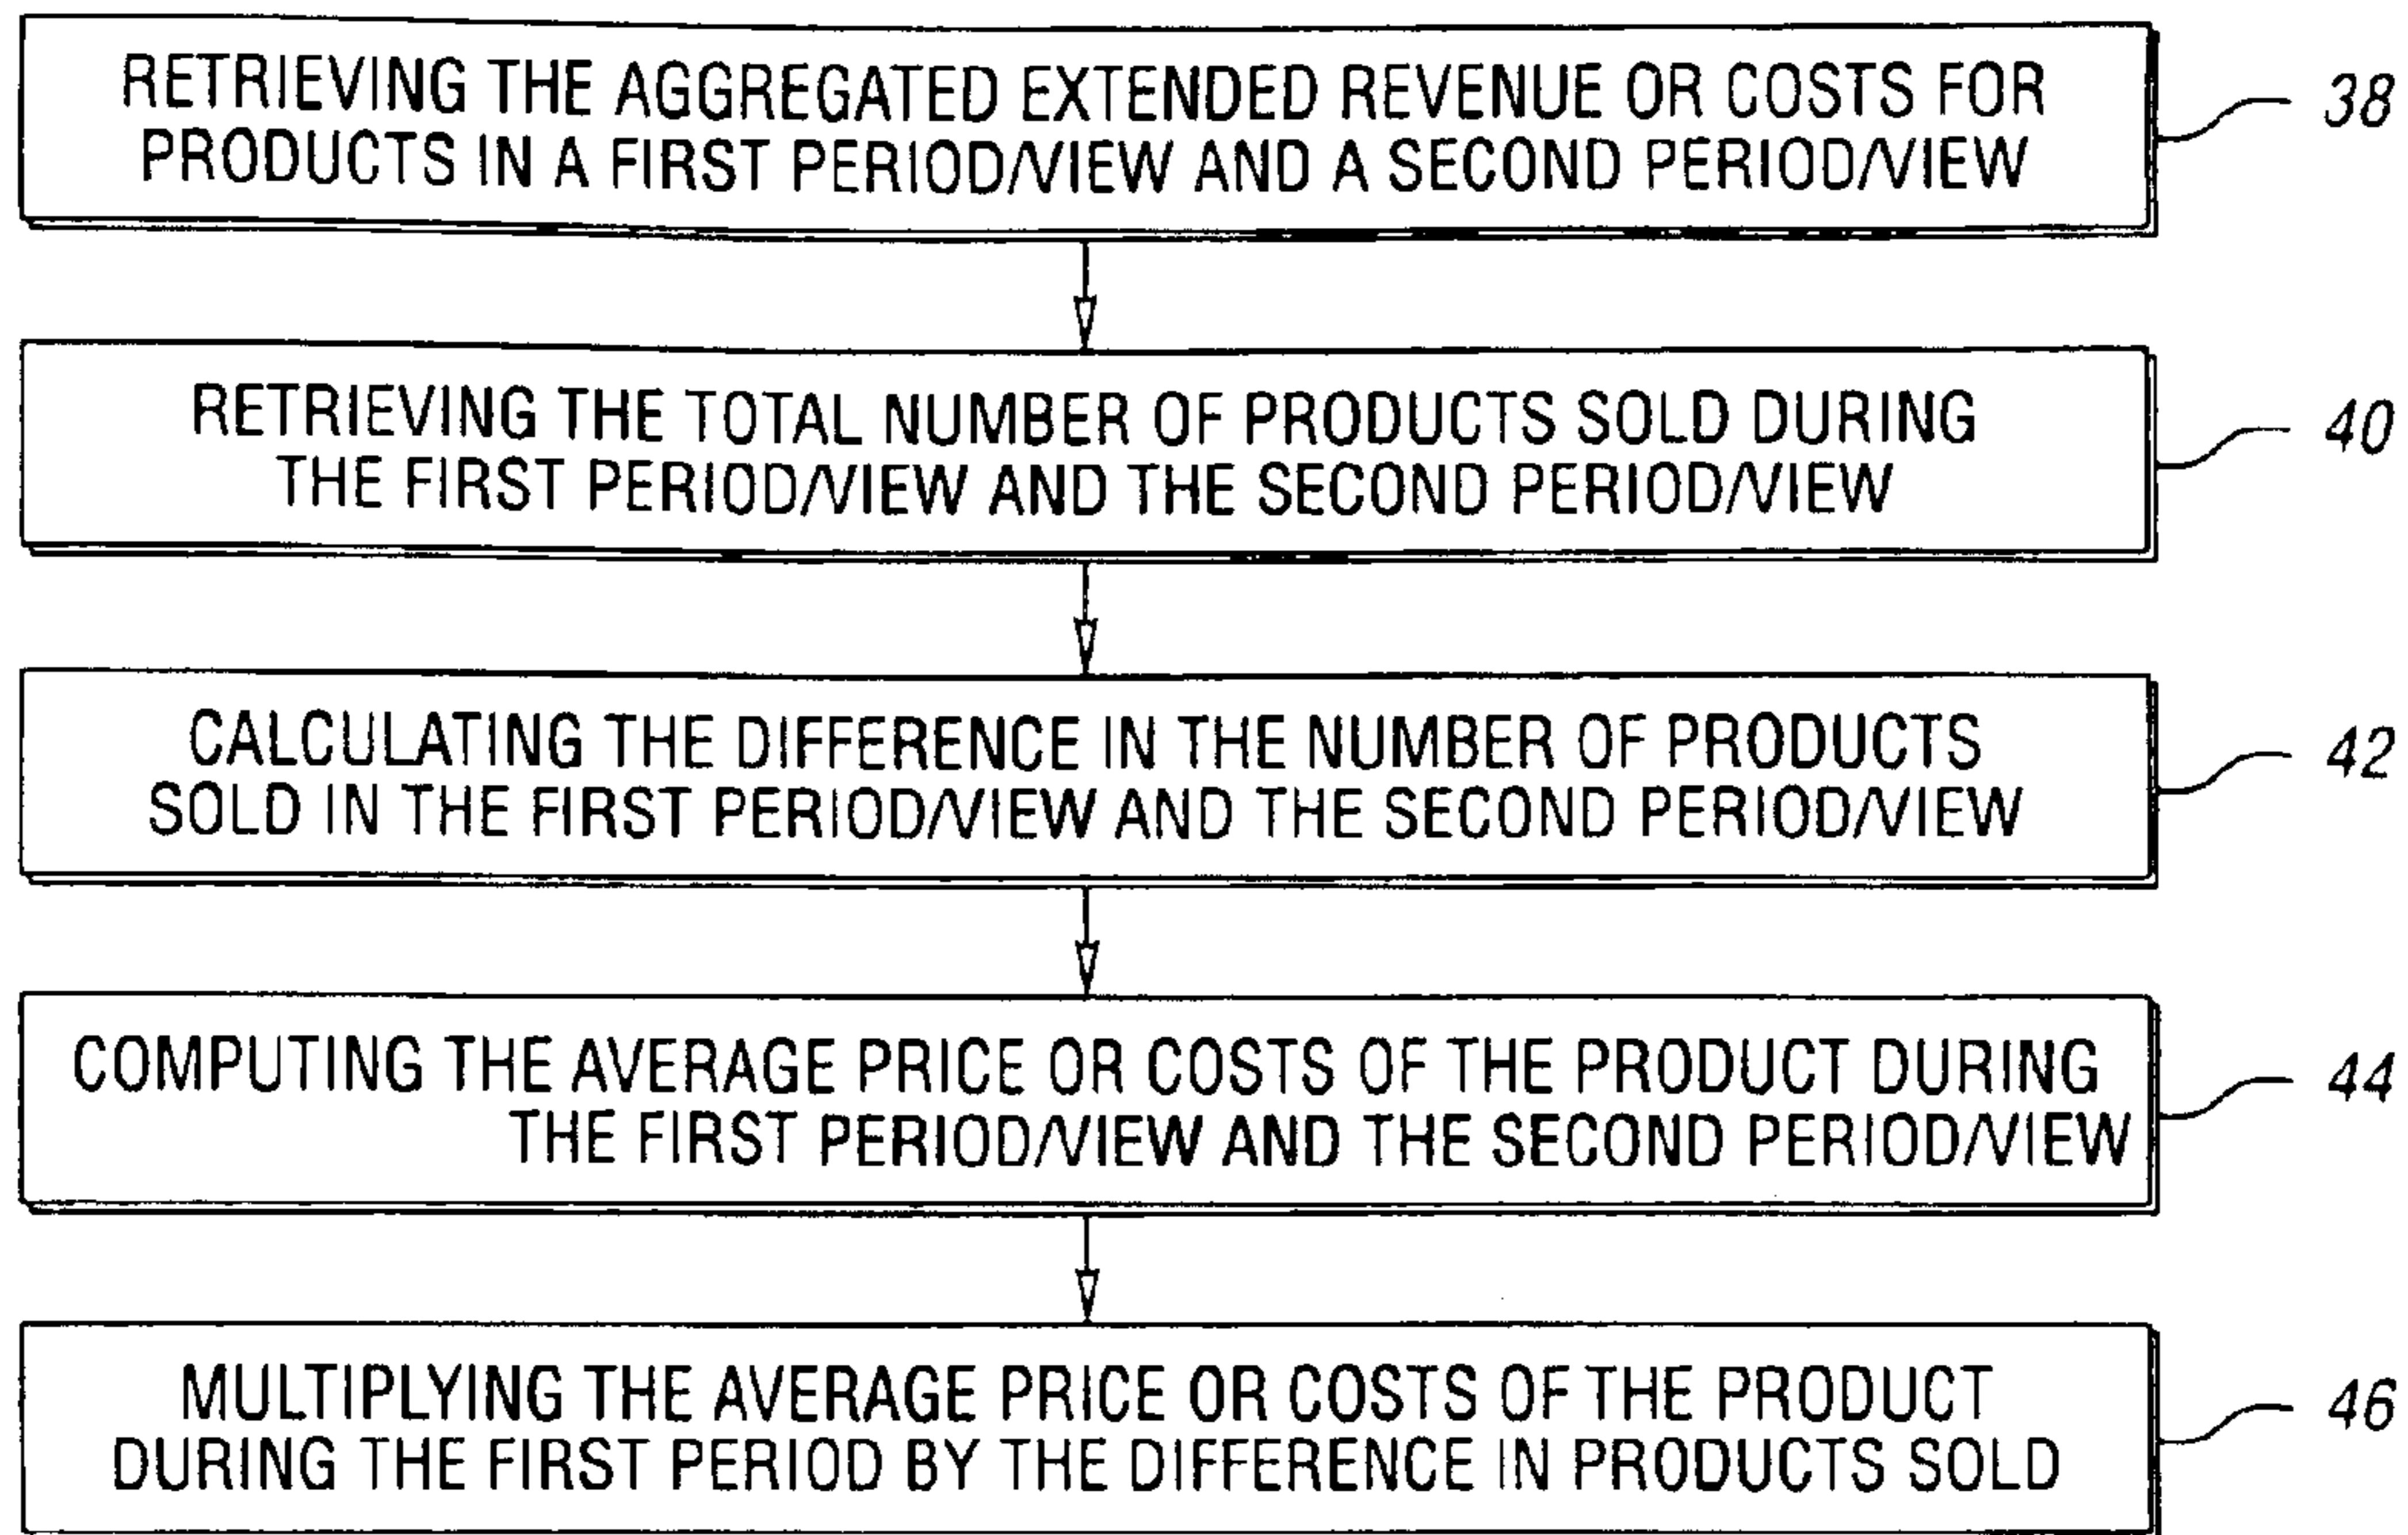 RETRIEVING THE AGGREGATED EXTENDED REVENUE OR COSTS FOR
PRODUCTS IN A FIRST PERIOD/VIEW AND A SECOND PERIOD/VIEW
38
RETRIEVING THE TOTAL NUMBER OF PRODUCTS SOLD DURING
THE FIRST PERIOD/VIEW AND THE SECOND PERIOD/VIEW
40
CALCULATING THE DIFFERENCE IN THE NUMBER OF PRODUCTS
SOLD IN THE FIRST PERIOD/VIEW AND THE SECOND PERIOD/VIEW
42
COMPUTING THE AVERAGE PRICE OR COSTS OF THE PRODUCT DURING
THE FIRST PERIOD/VIEW AND THE SECOND PERIOD/VIEW
44
MULTIPLYING THE AVERAGE PRICE OR COSTS OF THE PRODUCT
DURING THE FIRST PERIOD BY THE DIFFERENCE IN PRODUCTS SOLD
46